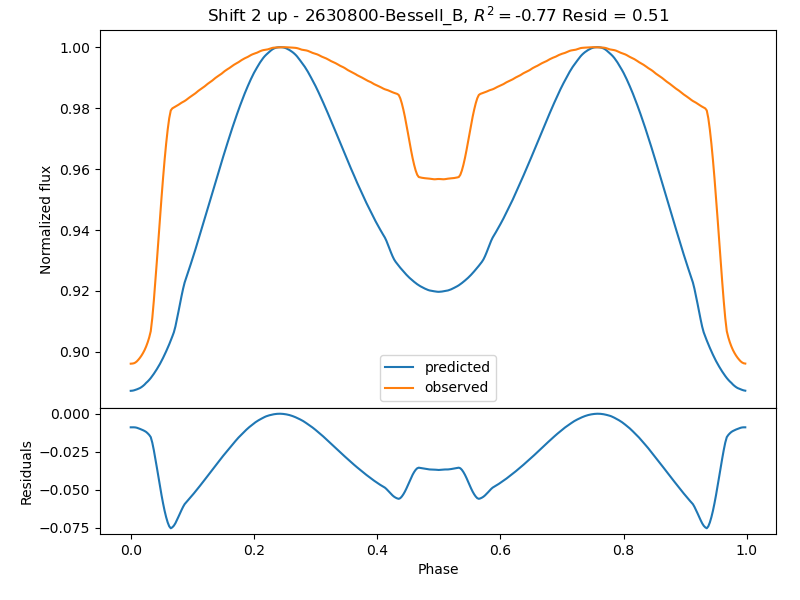 Shift 2 up - 2630800-Bessell_B, R² = -0.77 Resid = 0.51
1.00
0.98
0.96
0.94
0.92
0.90
Normalized flux
predicted
observed
0.000
−0.025
−0.050
−0.075
Residuals
0.0 0.2 0.4 0.6 0.8 1.0
Phase